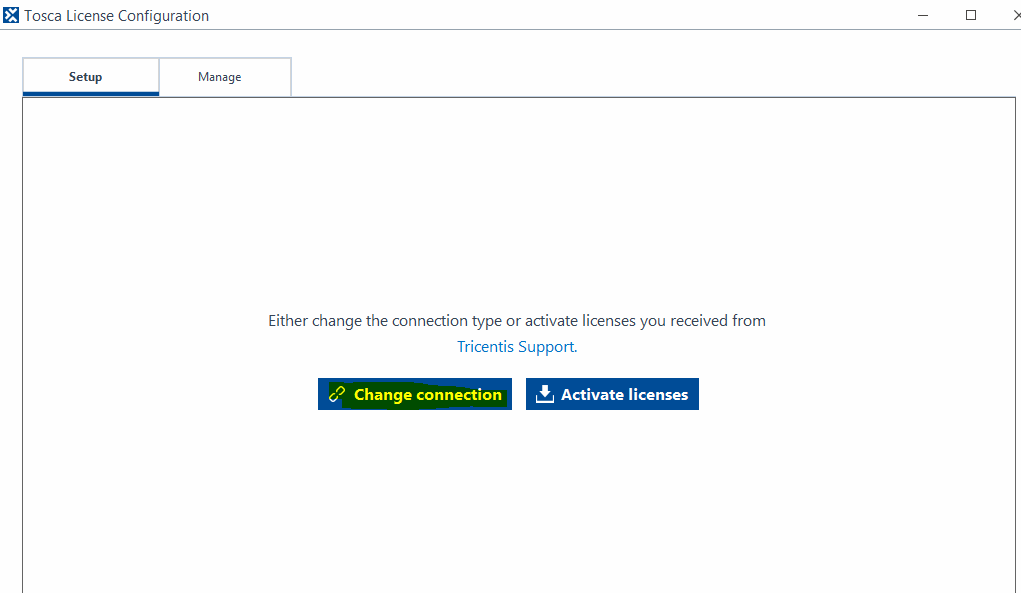 Tosca License Configuration
Setup
Manage
Either change the connection type or activate licenses you received from
Tricentis Support.
Change connection
Activate licenses